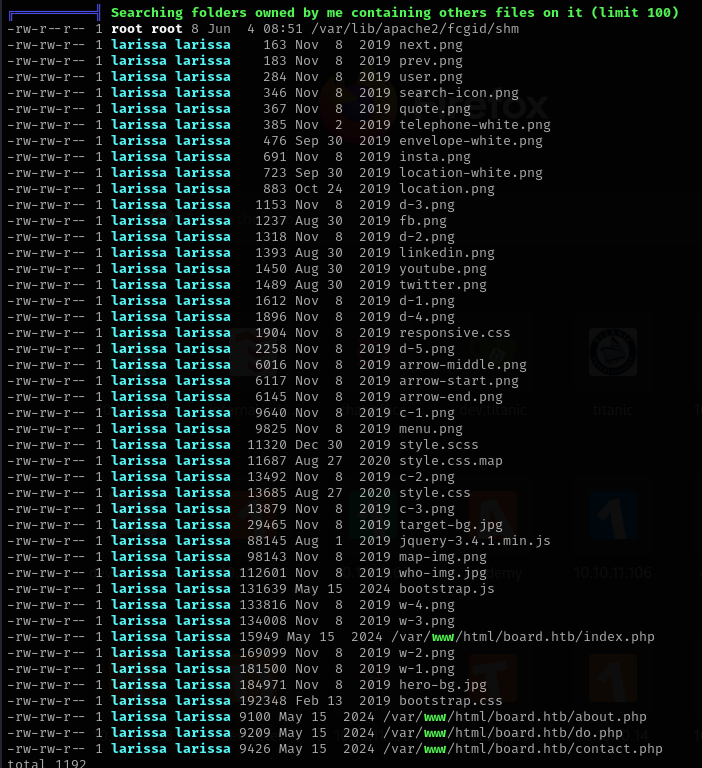 ╔══════════╣ Searching folders owned by me containing others files on it (limit 100)
-rw-r--r-- 1 root root 8 Jun  4 08:51 /var/lib/apache2/fcgid/shm
-rw-rw-r-- 1 larissa larissa    163 Nov  8  2019 next.png
-rw-rw-r-- 1 larissa larissa    183 Nov  8  2019 prev.png
-rw-rw-r-- 1 larissa larissa    284 Nov  8  2019 user.png
-rw-rw-r-- 1 larissa larissa    346 Nov  8  2019 search-icon.png
-rw-rw-r-- 1 larissa larissa    367 Nov  8  2019 quote.png
-rw-rw-r-- 1 larissa larissa    385 Nov  2  2019 telephone-white.png
-rw-rw-r-- 1 larissa larissa    476 Sep 30  2019 envelope-white.png
-rw-rw-r-- 1 larissa larissa    691 Nov  8  2019 insta.png
-rw-rw-r-- 1 larissa larissa    723 Sep 30  2019 location-white.png
-rw-rw-r-- 1 larissa larissa    883 Oct 24  2019 location.png
-rw-rw-r-- 1 larissa larissa   1153 Nov  8  2019 d-3.png
-rw-rw-r-- 1 larissa larissa   1237 Aug 30  2019 fb.png
-rw-rw-r-- 1 larissa larissa   1318 Nov  8  2019 d-2.png
-rw-rw-r-- 1 larissa larissa   1393 Aug 30  2019 linkedin.png
-rw-rw-r-- 1 larissa larissa   1450 Aug 30  2019 youtube.png
-rw-rw-r-- 1 larissa larissa   1489 Aug 30  2019 twitter.png
-rw-rw-r-- 1 larissa larissa   1612 Nov  8  2019 d-1.png
-rw-rw-r-- 1 larissa larissa   1896 Nov  8  2019 d-4.png
-rw-rw-r-- 1 larissa larissa   1904 Nov  8  2019 responsive.css
-rw-rw-r-- 1 larissa larissa   2258 Nov  8  2019 d-5.png
-rw-rw-r-- 1 larissa larissa   6016 Nov  8  2019 arrow-middle.png
-rw-rw-r-- 1 larissa larissa   6117 Nov  8  2019 arrow-start.png
-rw-rw-r-- 1 larissa larissa   6145 Nov  8  2019 arrow-end.png
-rw-rw-r-- 1 larissa larissa   9640 Nov  8  2019 c-1.png
-rw-rw-r-- 1 larissa larissa   9825 Nov  8  2019 menu.png
-rw-rw-r-- 1 larissa larissa  11320 Dec 30  2019 style.scss
-rw-rw-r-- 1 larissa larissa  11687 Aug 27  2020 style.css.map
-rw-rw-r-- 1 larissa larissa  13492 Nov  8  2019 c-2.png
-rw-rw-r-- 1 larissa larissa  13685 Aug 27  2020 style.css
-rw-rw-r-- 1 larissa larissa  13879 Nov  8  2019 c-3.png
-rw-rw-r-- 1 larissa larissa  29465 Nov  8  2019 target-bg.jpg
-rw-rw-r-- 1 larissa larissa  88145 Aug  1  2019 jquery-3.4.1.min.js
-rw-rw-r-- 1 larissa larissa  98143 Nov  8  2019 map-img.png
-rw-rw-r-- 1 larissa larissa 112601 Nov  8  2019 who-img.jpg
-rw-rw-r-- 1 larissa larissa 131639 May 15  2024 bootstrap.js
-rw-rw-r-- 1 larissa larissa 133816 Nov  8  2019 w-4.png
-rw-rw-r-- 1 larissa larissa 134008 Nov  8  2019 w-3.png
-rw-rw-r-- 1 larissa larissa 15949 May 15  2024 /var/www/html/board.htb/index.php
-rw-rw-r-- 1 larissa larissa 169099 Nov  8  2019 w-2.png
-rw-rw-r-- 1 larissa larissa 181500 Nov  8  2019 w-1.png
-rw-rw-r-- 1 larissa larissa 184971 Nov  8  2019 hero-bg.jpg
-rw-rw-r-- 1 larissa larissa 192348 Feb 13  2019 bootstrap.css
-rw-rw-r-- 1 larissa larissa 9100 May 15  2024 /var/www/html/board.htb/about.php
-rw-rw-r-- 1 larissa larissa 9209 May 15  2024 /var/www/html/board.htb/do.php
-rw-rw-r-- 1 larissa larissa 9426 May 15  2024 /var/www/html/board.htb/contact.php
total 1192